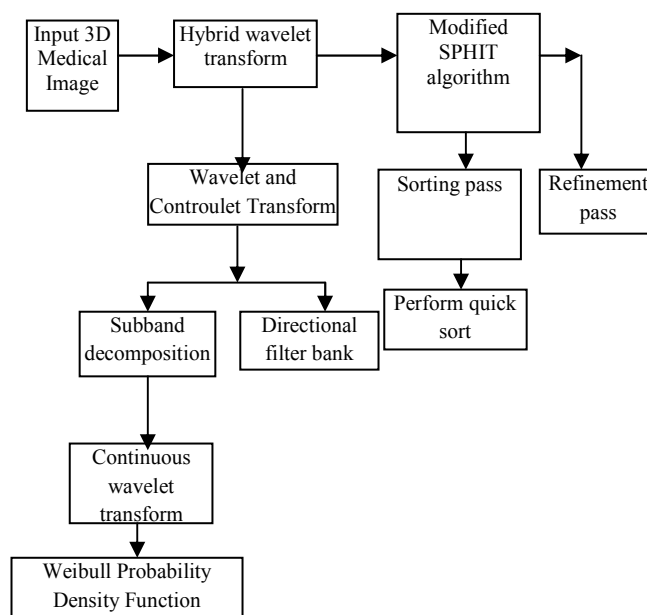 Input 3D
Medical
Image
Hybrid wavelet
transform
Modified
SPHIT
algorithm
Wavelet and
Controulet Transform
Sorting pass
Refinement
pass
Subband
decomposition
Directional
filter bank
Perform quick
sort
Continuous
wavelet
transform
Weibull Probability
Density Function